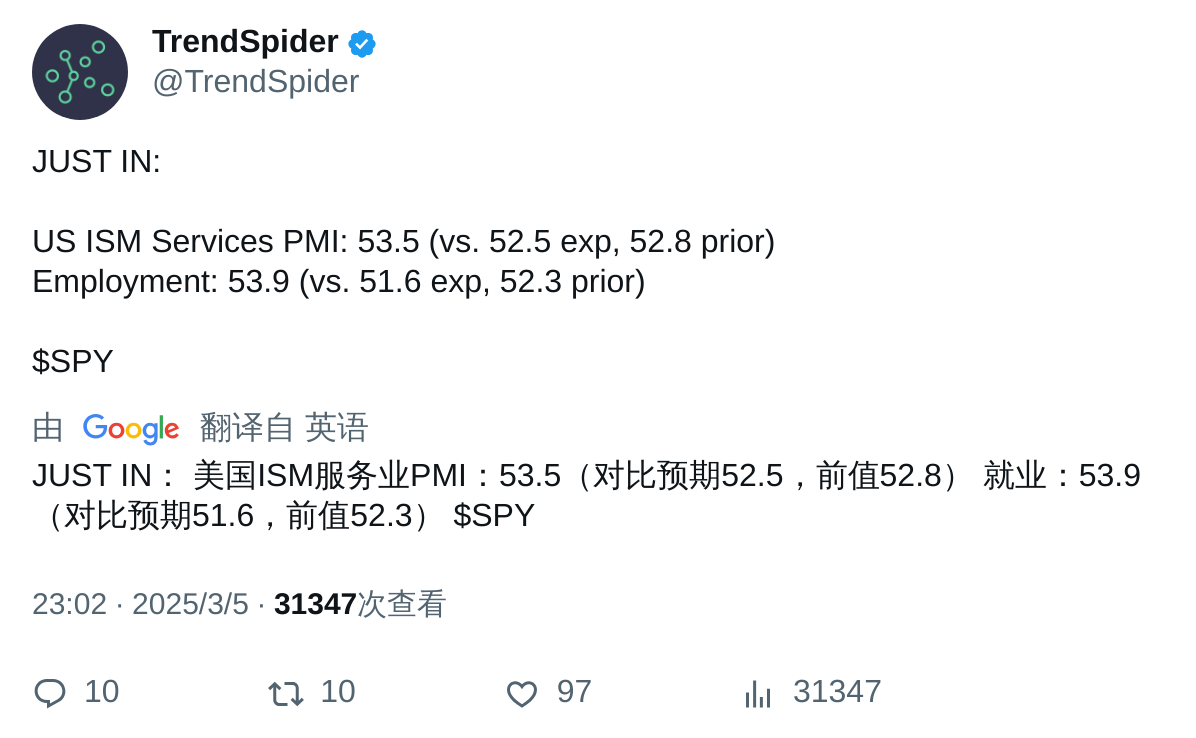 TrendSpider
@TrendSpider
JUST IN:
US ISM Services PMI: 53.5 (vs. 52.5 exp, 52.8 prior)
Employment: 53.9 (vs. 51.6 exp, 52.3 prior)
$SPY
由 Google 翻译自 英语
JUST IN： 美国ISM服务业PMI：53.5（对比预期52.5，前值52.8） 就业：53.9
（对比预期51.6，前值52.3） $SPY
23:02 · 2025/3/5 · 31347次查看
10 10 97 31347